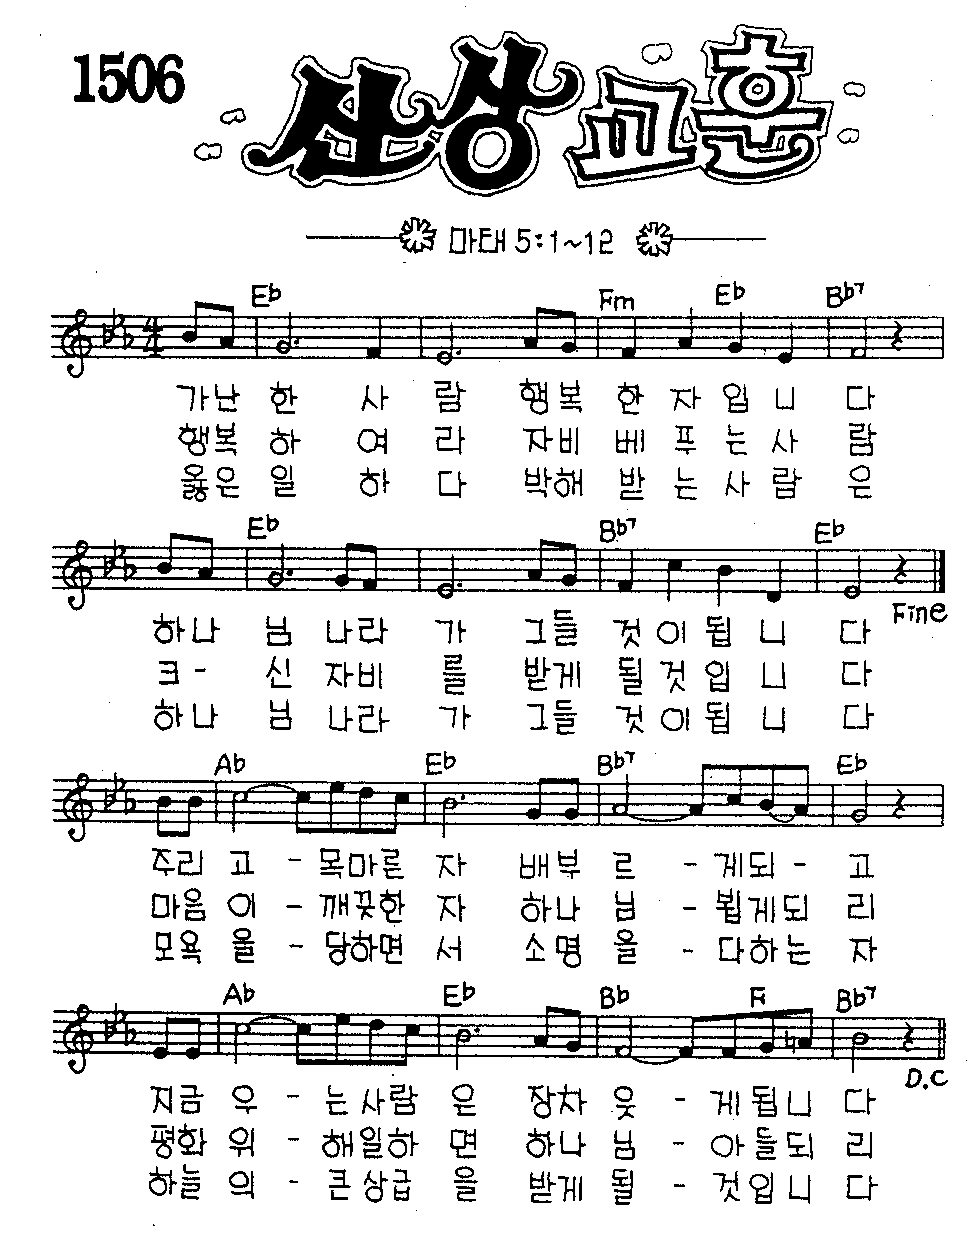 1506
산상교훈
마태 5:1~12
Eb Fm Eb Bb7
가난 한 사 람 행복 한 자 입 니 다
행복 하 여 라 자비 베 푸 는 사 람
옳은 일 하 다 박해 받 는 사 람 은
Eb Bb7 Eb
Fine
하나 님 나라 가 그들 것 이 됩 니 다
크- 신 자비 를 받게 될 것 입 니 다
하나 님 나라 가 그들 것 이 됩 니 다
Ab Eb Bb7 Eb
주리 고 - 목마른 자 배부 르 - 게되 - 고
마음 이 - 깨끗한 자 하나 님 - 뵙게되 리
모욕 을 - 당하면 서 소명 을 - 다하는 자
Ab Eb Bb F Bb7
D.C
지금 우 - 는사람 은 장차 웃 - 게됩니 다
평화 위 - 해일하 면 하나 님 - 아들되 리
하늘 의 - 큰상급 을 받게 될 - 것입니 다